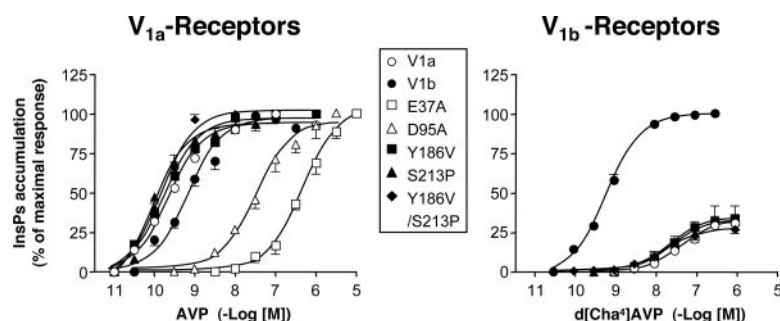 V1a-Receptors
V1b -Receptors
InsPs accumulation
(% of maximal response)
125
100
75
50
25
0
11 10 9 8 7 6 5
AVP (-Log [M])
V1a
V1b
E37A
D95A
Y186V
S213P
Y186V
/S213P
125
100
75
50
25
0
11 10 9 8 7 6 5
d[Cha⁴]AVP (-Log [M])